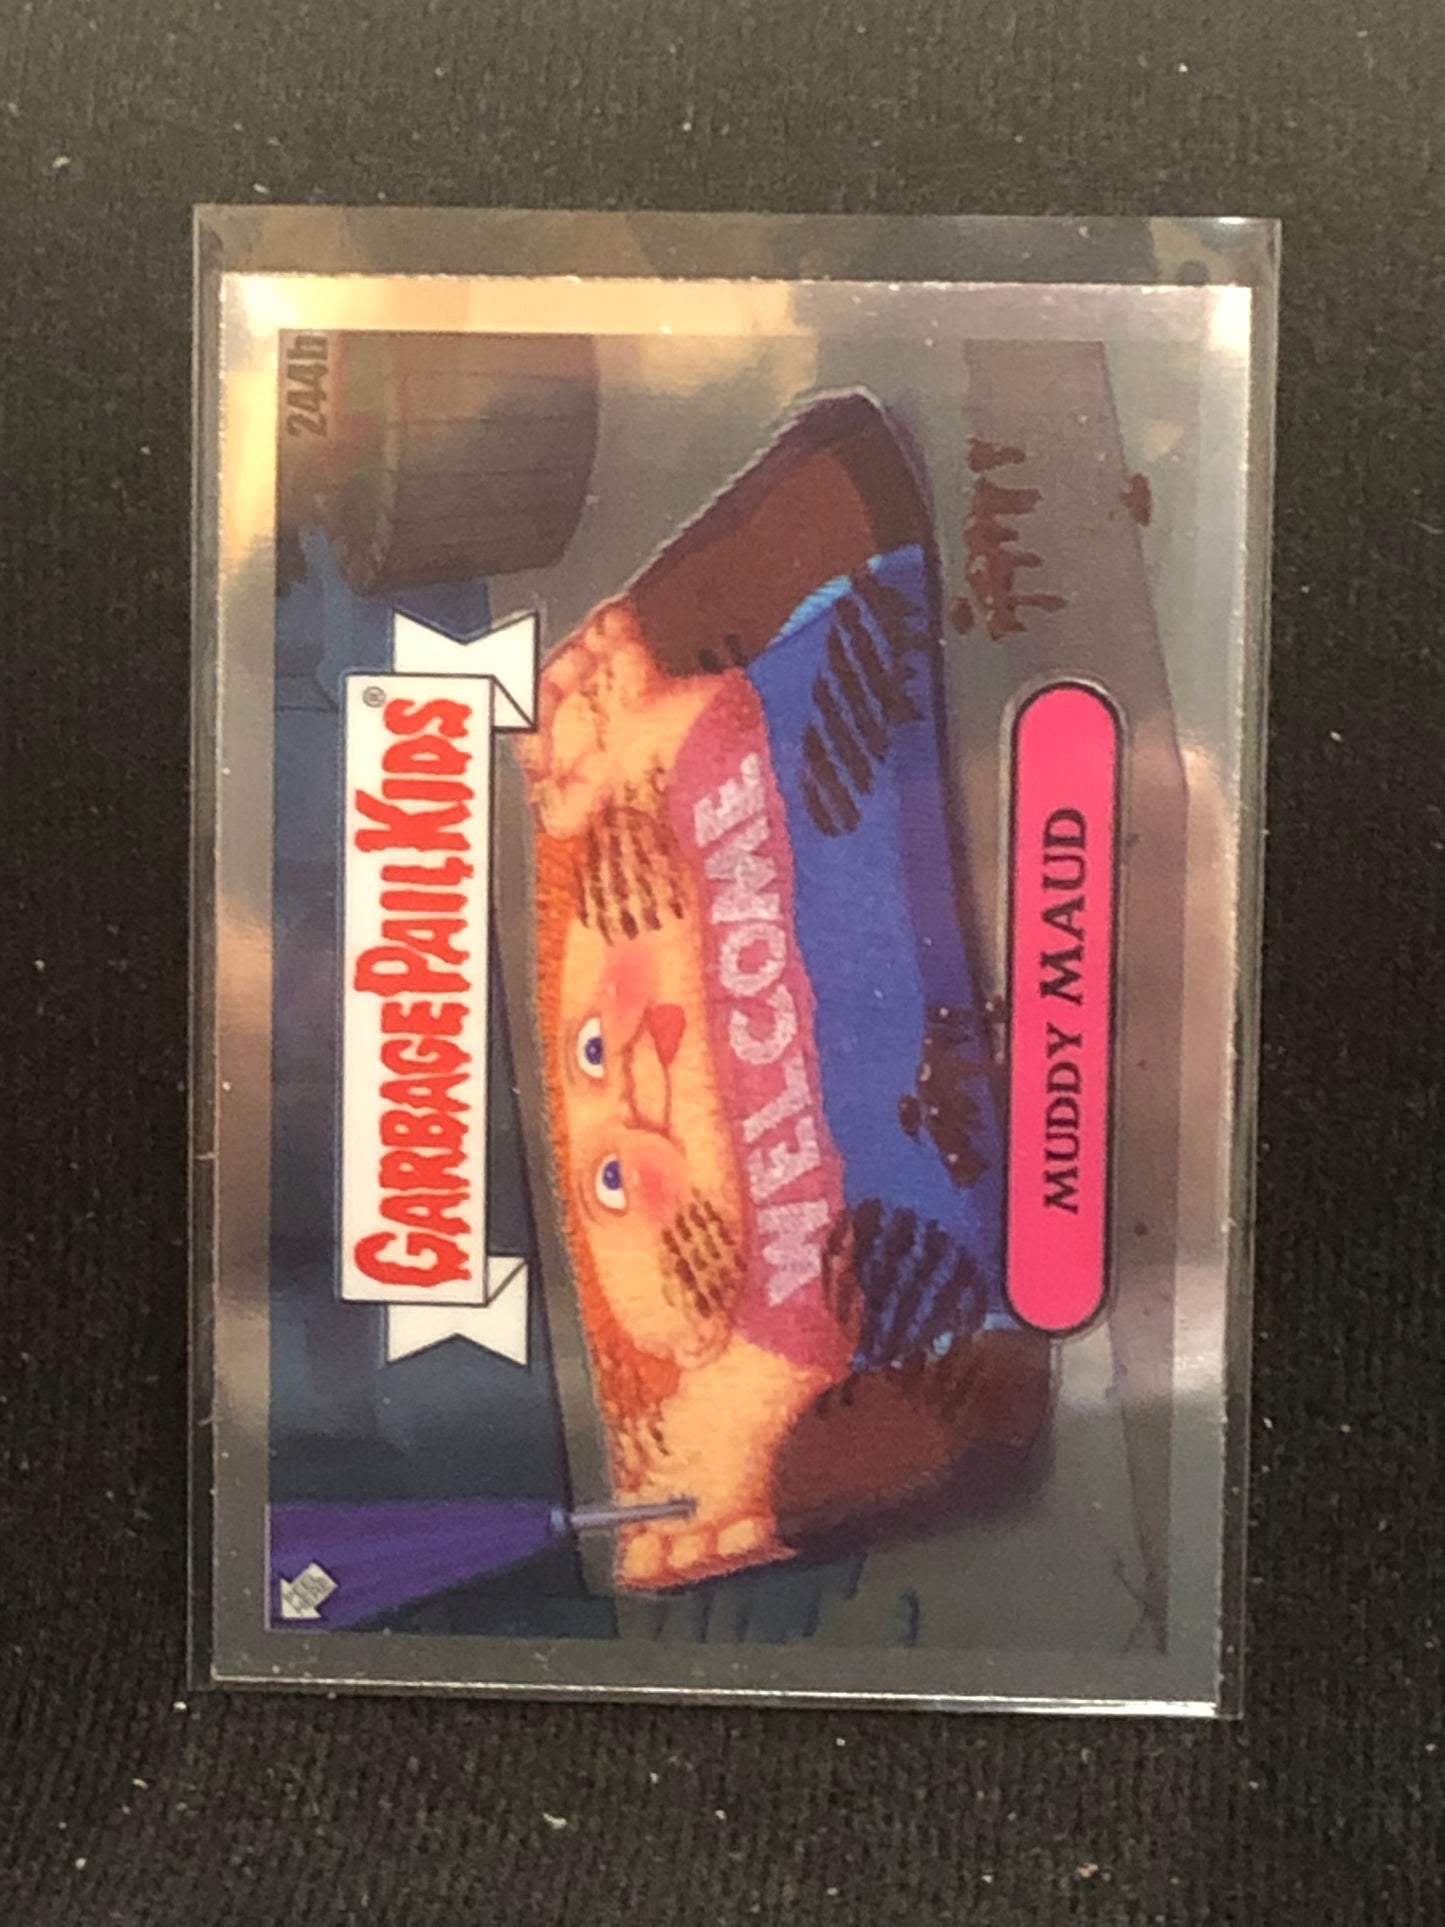 244b
GARBAGE PAIL KIDS®
WELCOME
MUDDY MAUD